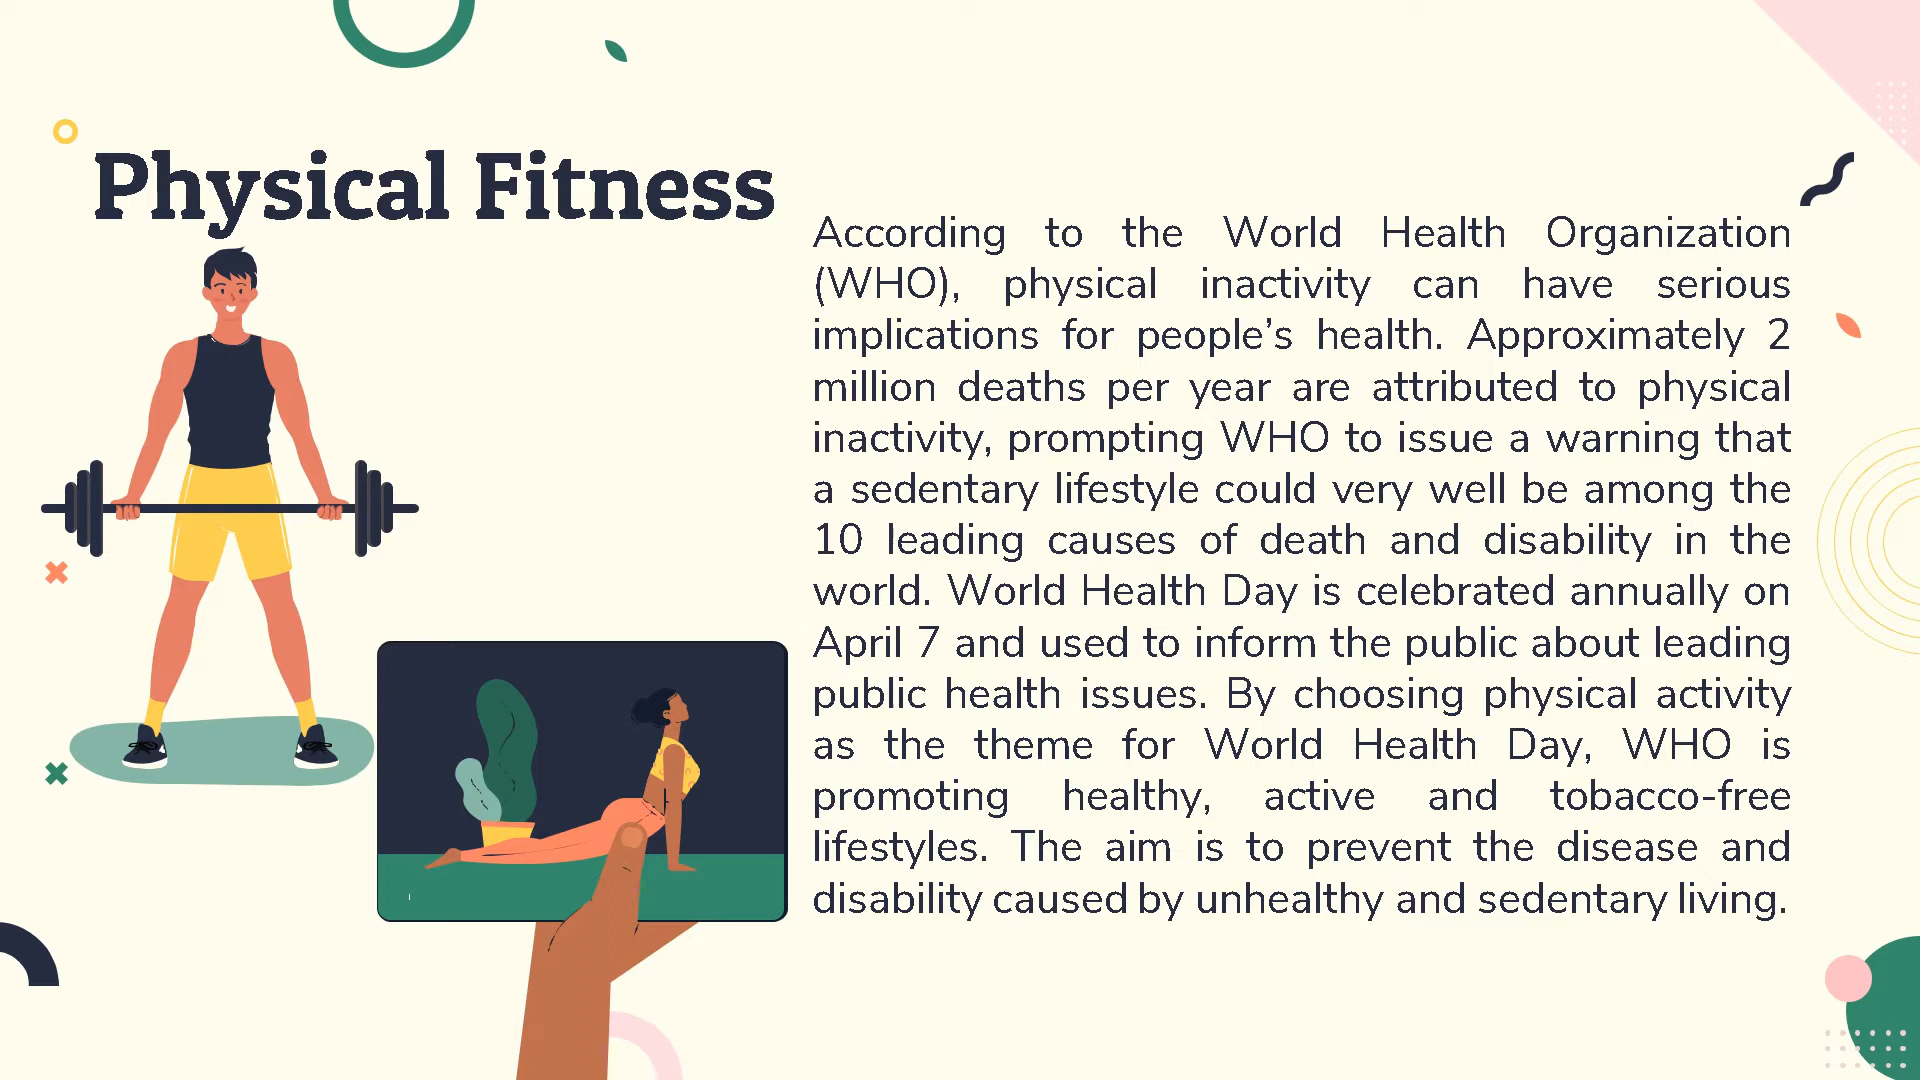 Physical Fitness
According to the World Health Organization
(WHO), physical inactivity can have serious
implications for people’s health. Approximately 2
million deaths per year are attributed to physical
inactivity, prompting WHO to issue a warning that
a sedentary lifestyle could very well be among the
10 leading causes of death and disability in the
world. World Health Day is celebrated annually on
April 7 and used to inform the public about leading
public health issues. By choosing physical activity
as the theme for World Health Day, WHO is
promoting healthy, active and tobacco-free
lifestyles. The aim is to prevent the disease and
disability caused by unhealthy and sedentary living.